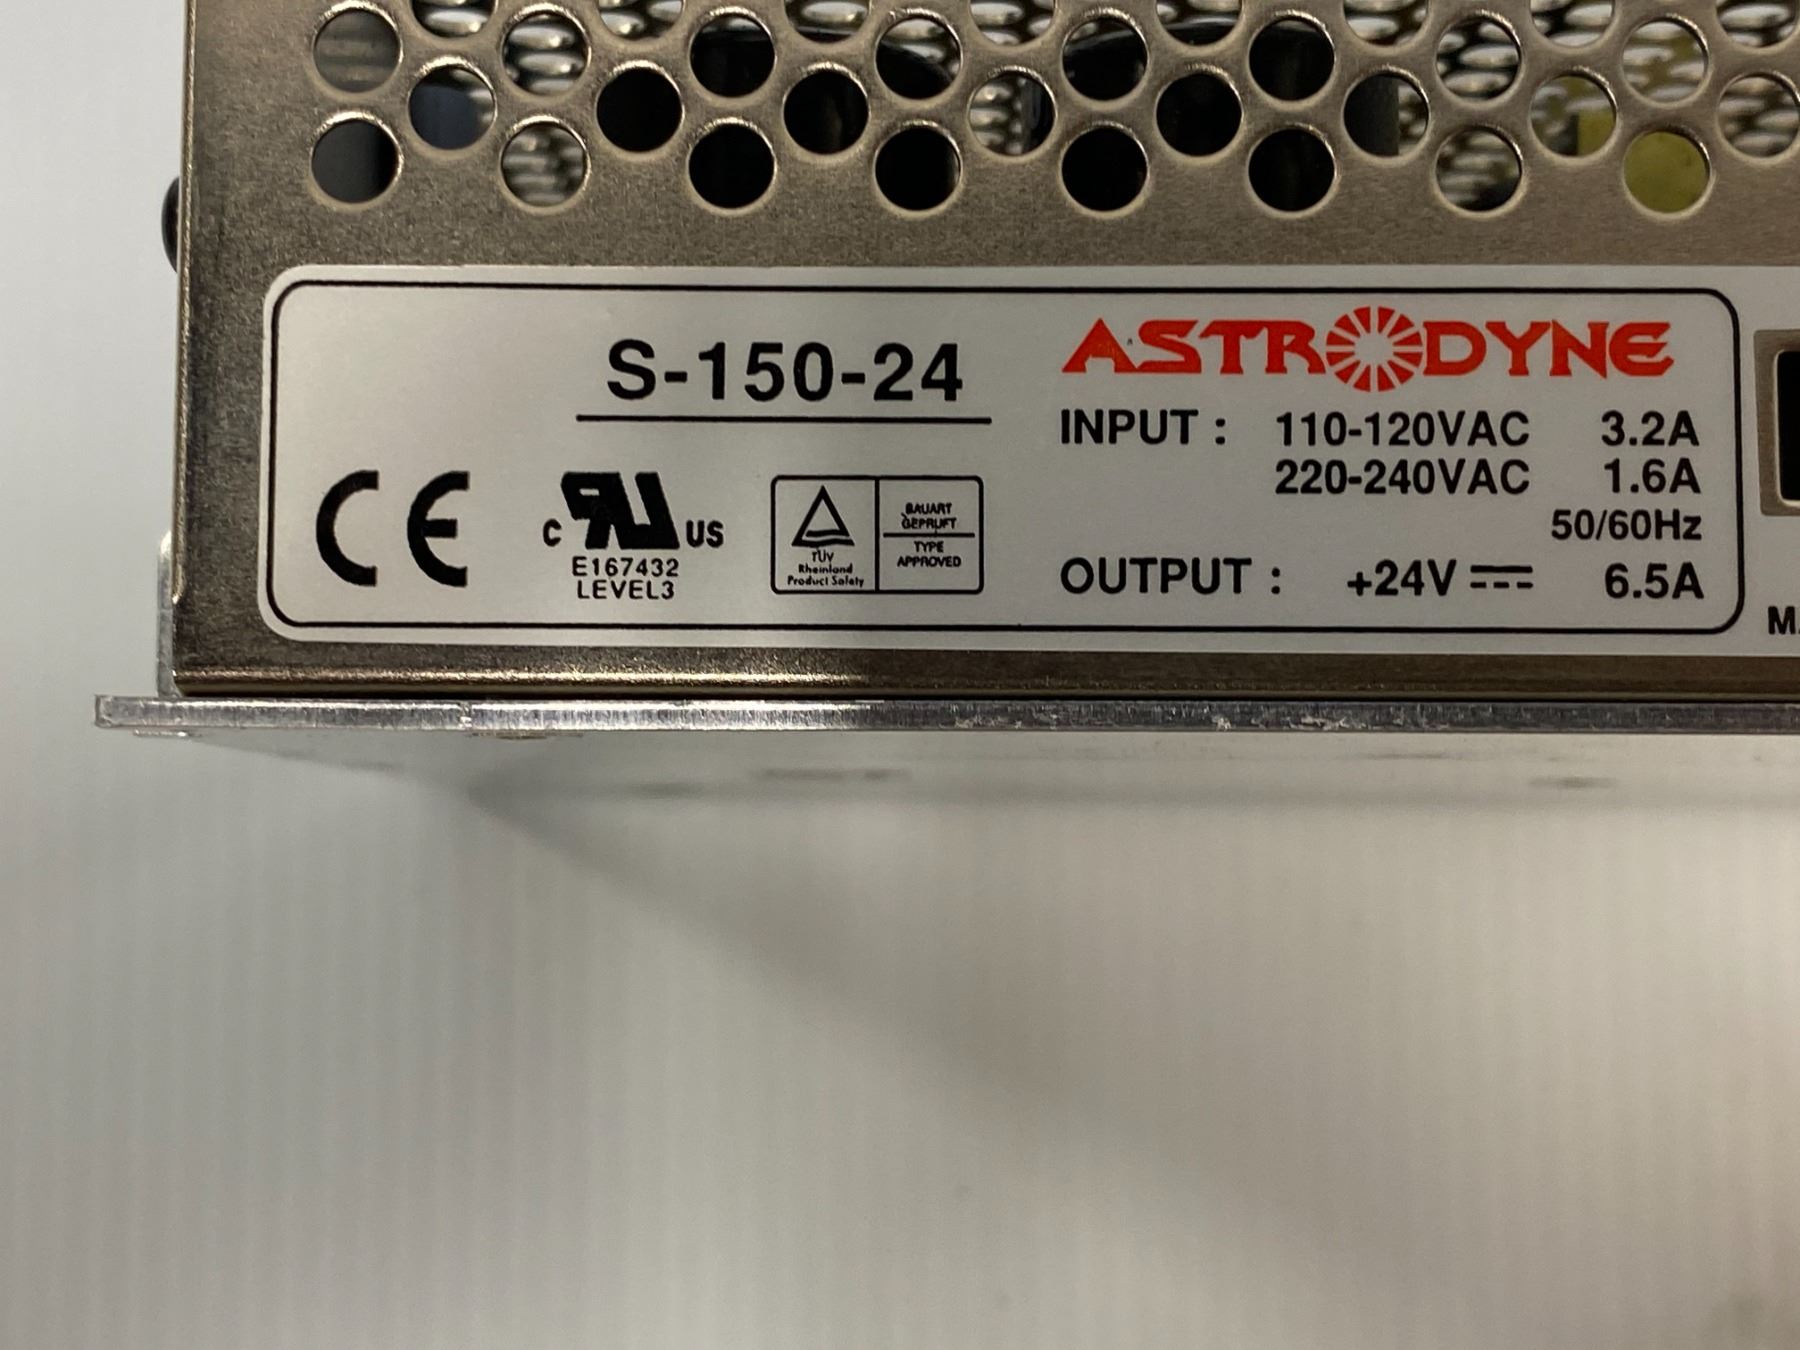 S-150-24
ASTRODYNE
INPUT : 110-120VAC 3.2A
220-240VAC 1.6A
50/60Hz
OUTPUT : +24V 6.5A
CE
C RU US
E167432
LEVEL3
TÜV
Rheinland
Product Safety
BAUART
GEPRÜFT
TYPE
APPROVED